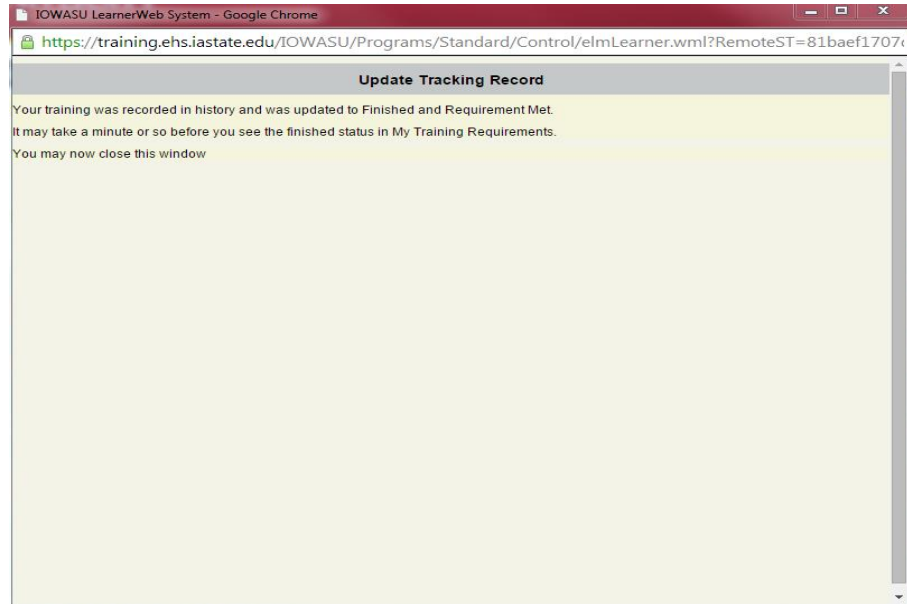 IOWASU LearnerWeb System - Google Chrome
https://training.ehs.iastate.edu/IOWASU/Programs/Standard/Control/elmLearner.wml?RemoteST=81baef1707
Update Tracking Record
Your training was recorded in history and was updated to Finished and Requirement Met.
It may take a minute or so before you see the finished status in My Training Requirements.
You may now close this window